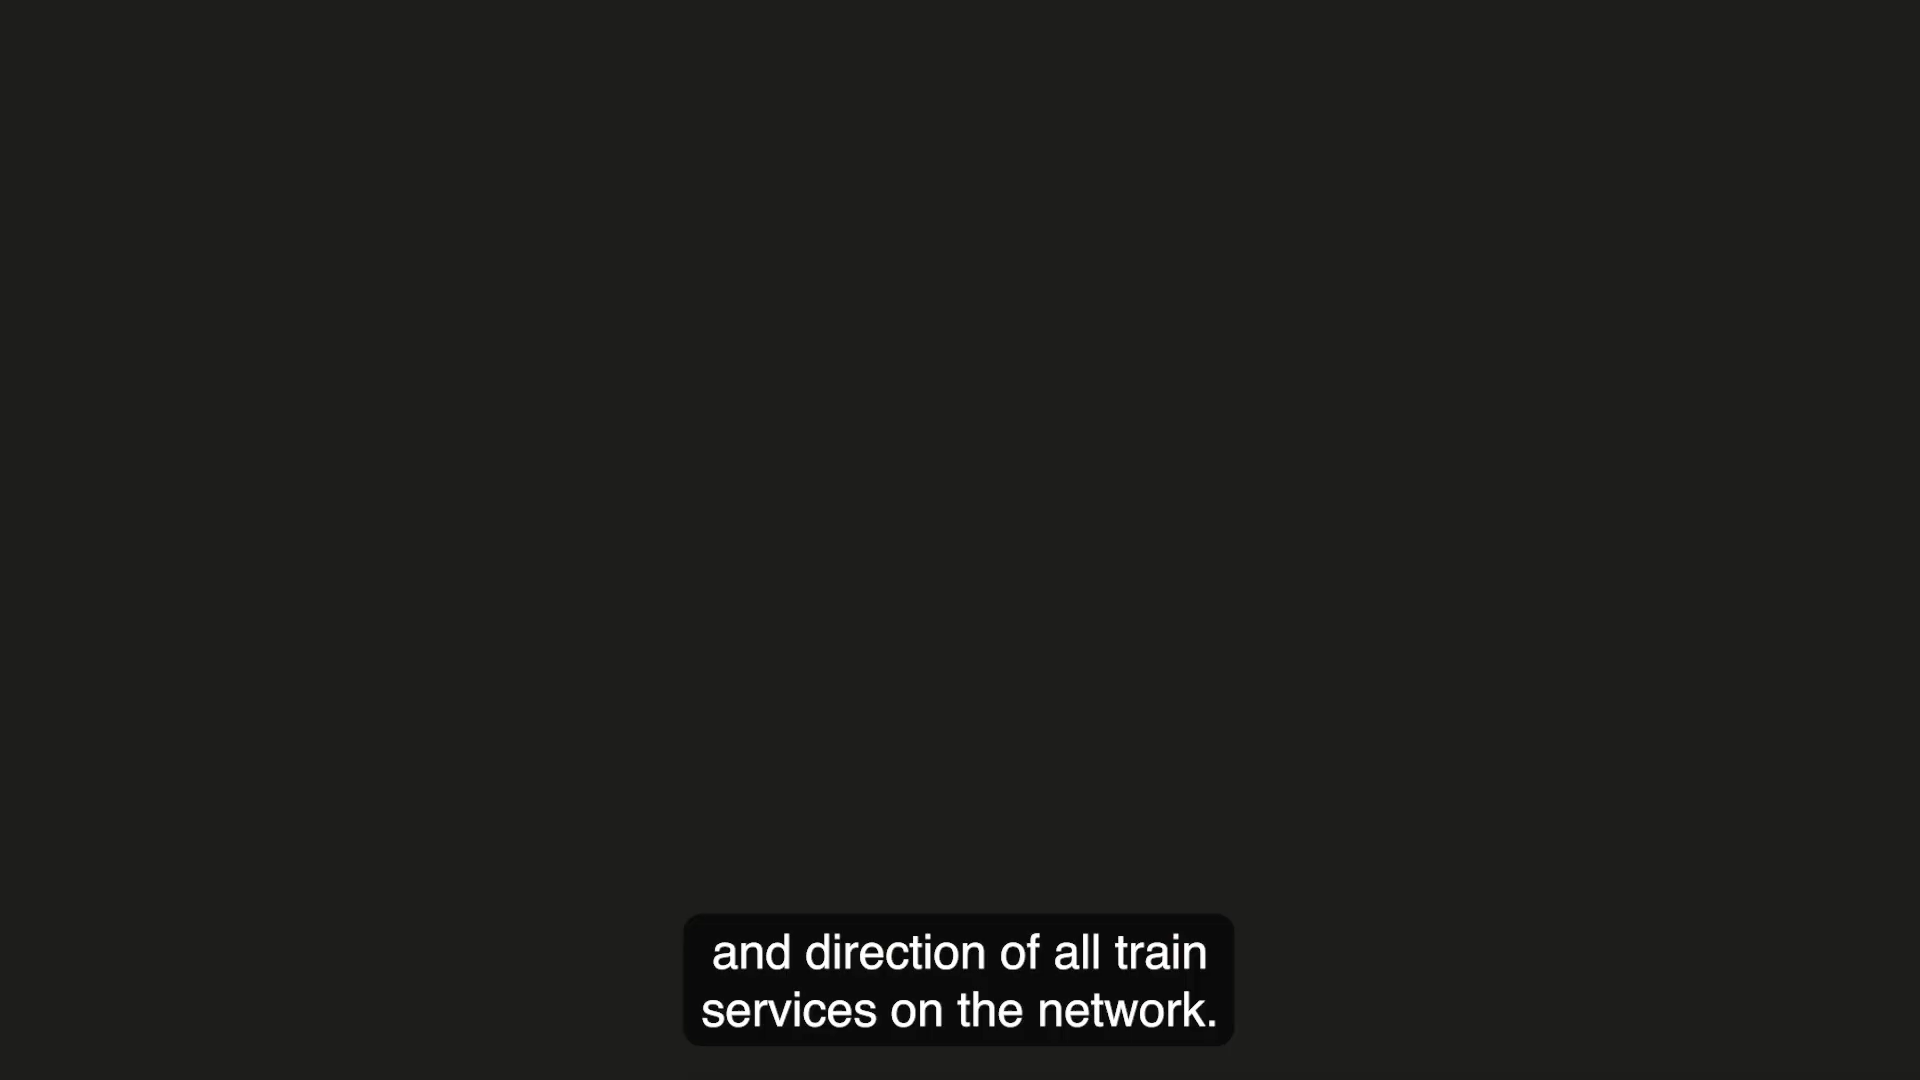 and direction of all train
services on the network.